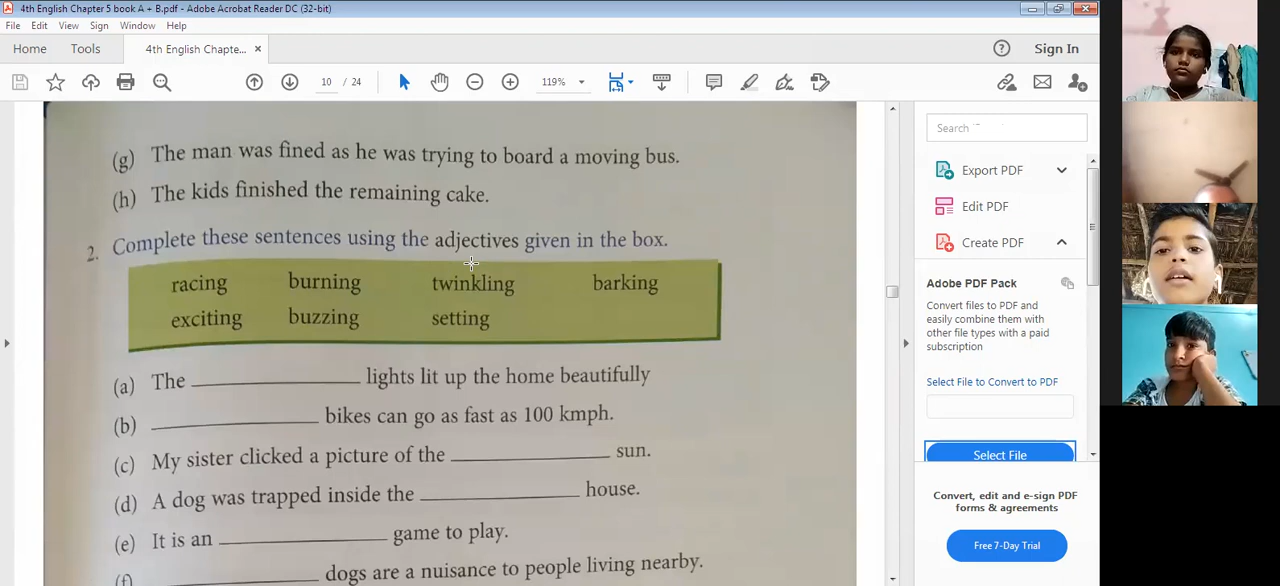 4th English Chapter 5 book A + B.pdf - Adobe Acrobat Reader DC (32-bit)
File Edit View Sign Window Help
Home Tools 4th English Chapte... × Sign In
10 / 24 119%
(g) The man was fined as he was trying to board a moving bus.
(h) The kids finished the remaining cake.
2. Complete these sentences using the adjectives given in the box.
racing burning twinkling barking
exciting buzzing setting
(a) The ____________ lights lit up the home beautifully
(b) ____________ bikes can go as fast as 100 kmph.
(c) My sister clicked a picture of the ____________ sun.
(d) A dog was trapped inside the ____________ house.
(e) It is an ____________ game to play.
(f) ____________ dogs are a nuisance to people living nearby.
Search
Export PDF
Edit PDF
Create PDF
Adobe PDF Pack
Convert files to PDF and
easily combine them with
other file types with a paid
subscription
Select File to Convert to PDF
Select File
Convert, edit and e-sign PDF
forms & agreements
Free 7-Day Trial